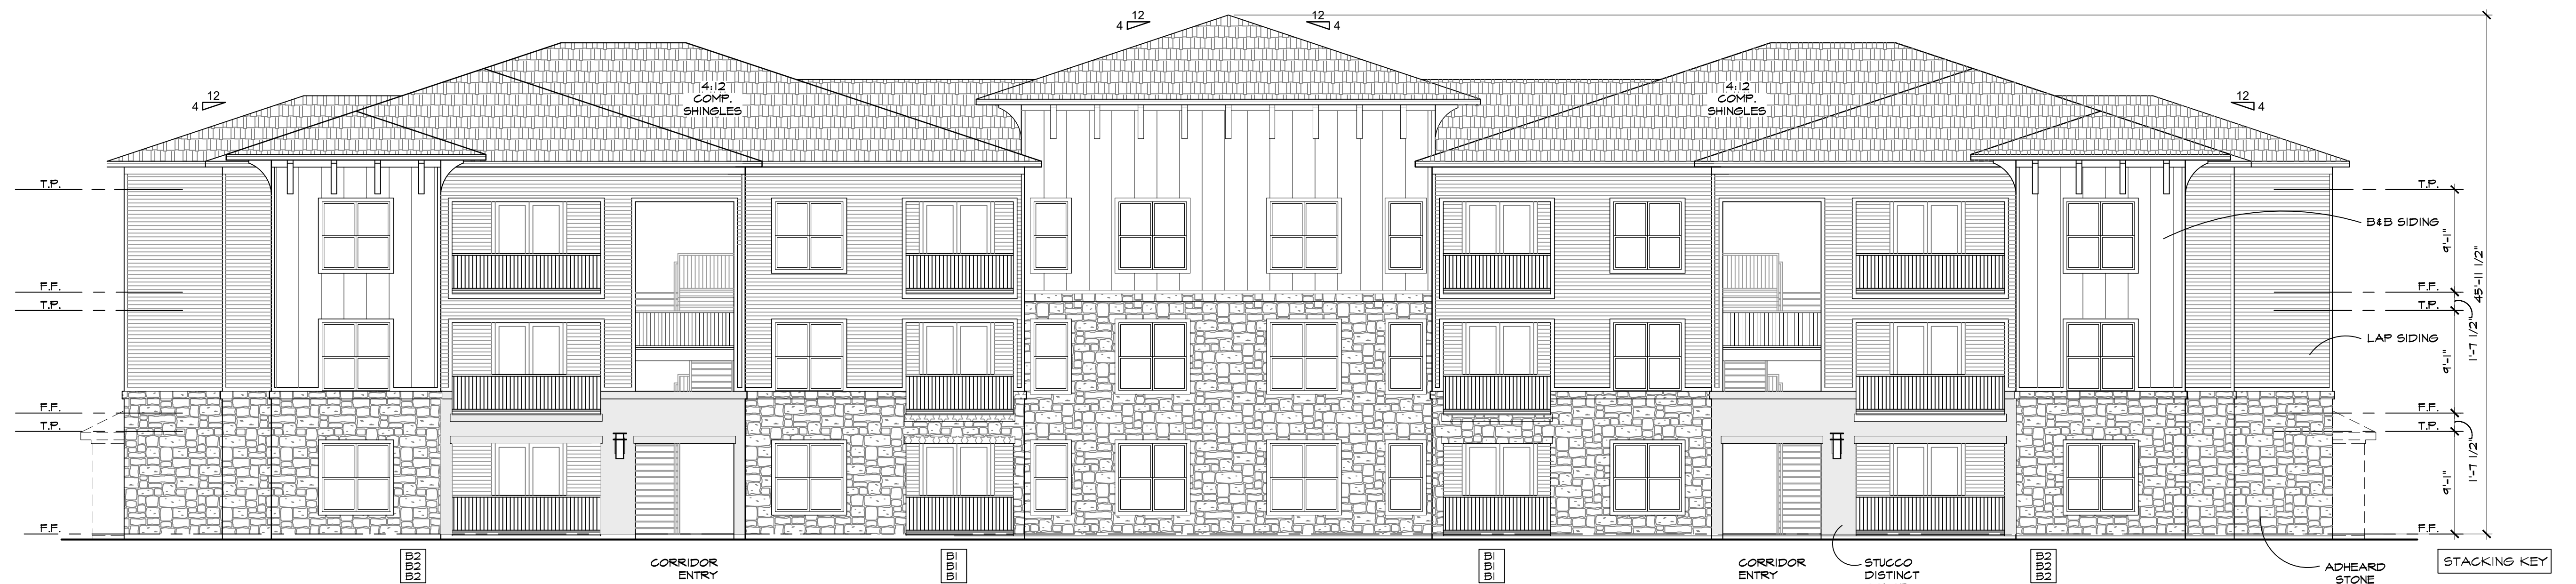 12
4
12
4
12
4
12
4
4:12
COMP.
SHINGLES
4:12
COMP.
SHINGLES
T.P.
T.P.
B&B SIDING
9'-1"
45'-11 1/2"
F.F.
F.F.
T.P.
T.P.
1'-7 1/2"
LAP SIDING
9'-1"
F.F.
F.F.
T.P.
T.P.
1'-7 1/2"
9'-1"
F.F.
F.F.
B2
B2
B2
CORRIDOR
ENTRY
B1
B1
B1
B1
B1
B1
CORRIDOR
ENTRY
STUCCO
DISTINCT
B2
B2
B2
ADHEARD
STONE
STACKING KEY